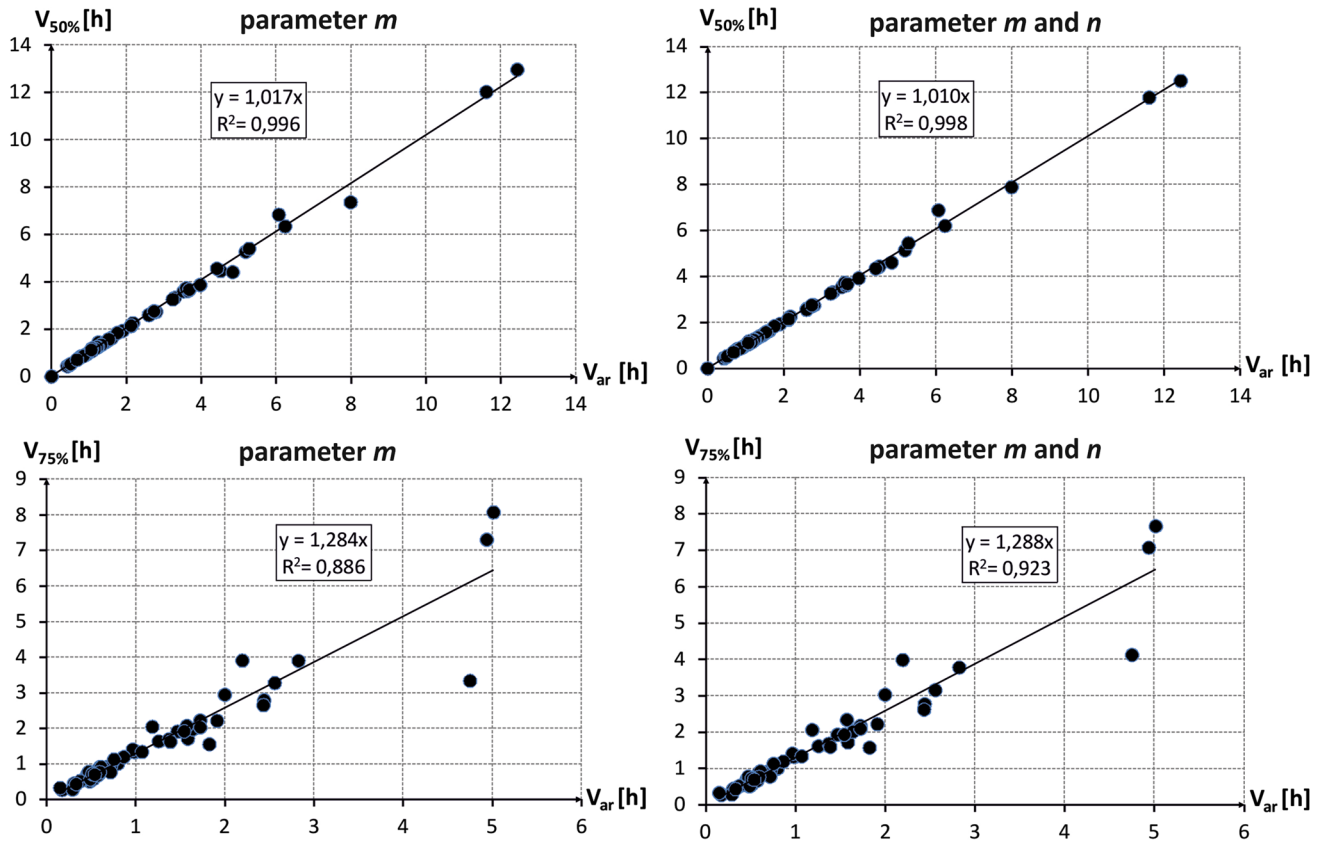 V50% [h]
parameter m
14
12
10
8
6
4
2
0
y = 1,017x
R2= 0,996
Var [h]
0 2 4 6 8 10 12 14
V50% [h]
parameter m and n
14
12
10
8
6
4
2
0
y = 1,010x
R2= 0,998
Var [h]
0 2 4 6 8 10 12 14
V75% [h]
parameter m
9
8
7
6
5
4
3
2
1
0
y = 1,284x
R2= 0,886
Var [h]
0 1 2 3 4 5 6
V75% [h]
parameter m and n
9
8
7
6
5
4
3
2
1
0
y = 1,288x
R2= 0,923
Var [h]
0 1 2 3 4 5 6